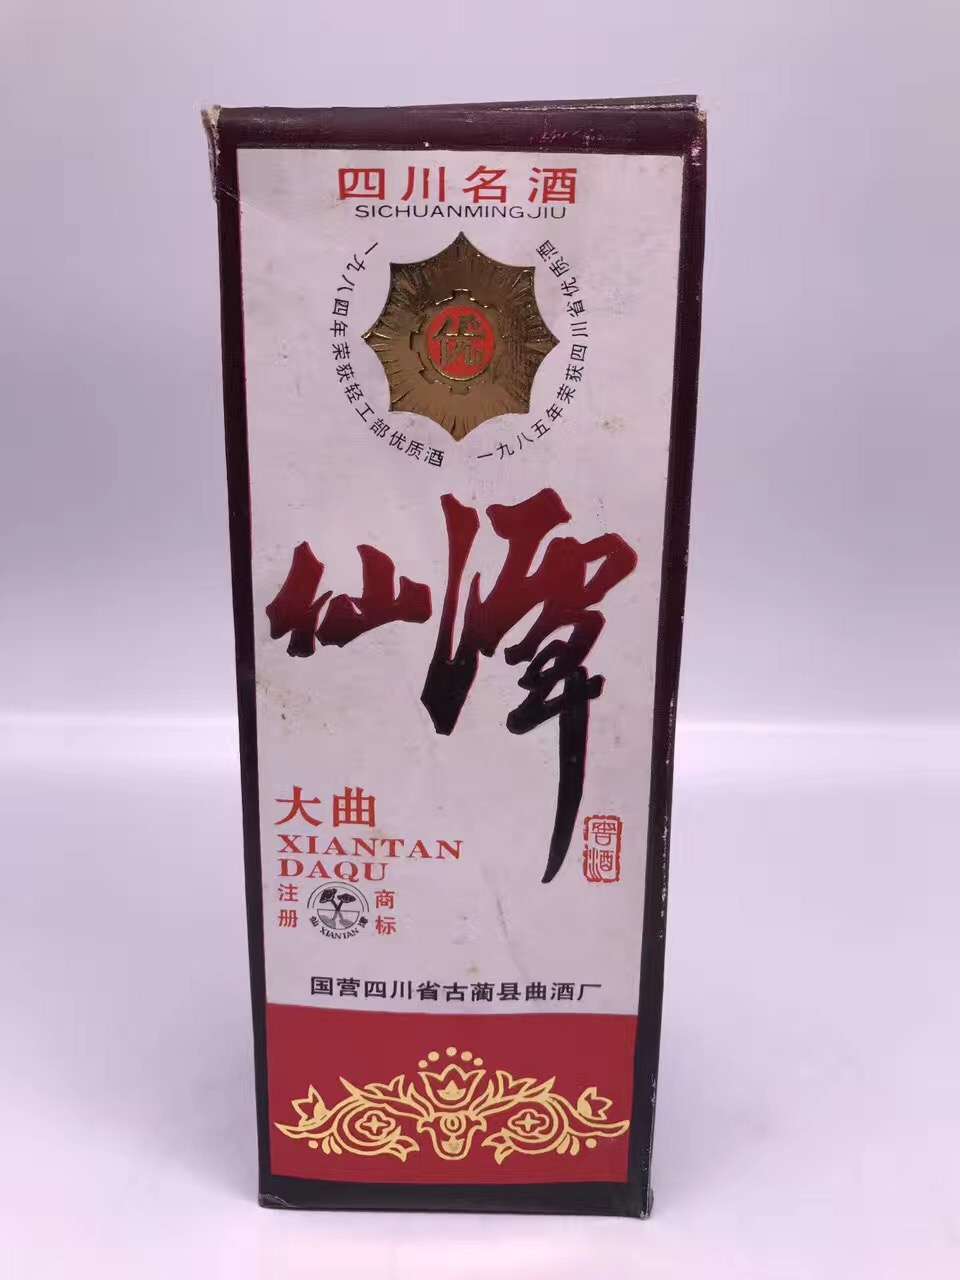 四川名酒
SICHUANMINGJIU
一九八四年荣获轻工部优质酒
一九八五年荣获四川省优质酒
优
仙潭
大曲
XIANTAN
DAQU
窖酒
注册
商标
仙 XIANTAN 潭
国营四川省古蔺县曲酒厂